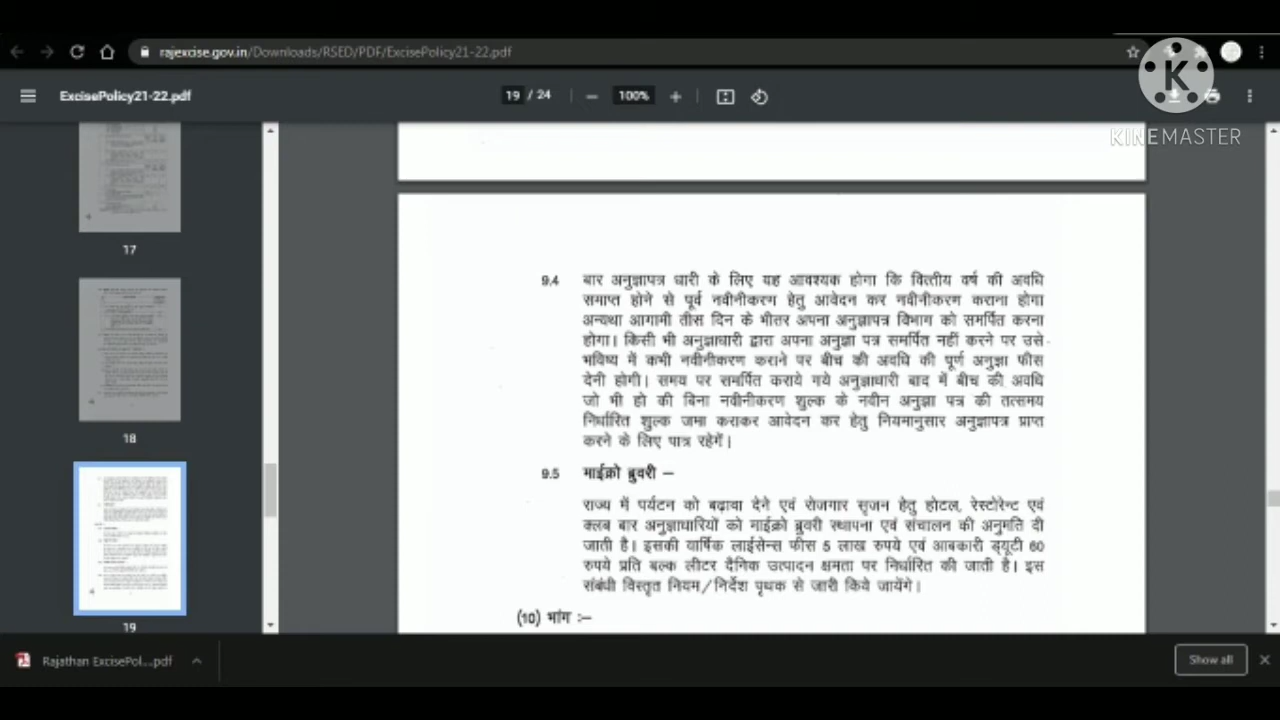 rajexcise.gov.in/Downloads/RSED/PDF/ExcisePolicy21-22.pdf
ExcisePolicy21-22.pdf
19 / 24
100%
KINEMASTER
17
18
19
9.4 बार अनुज्ञापत्र धारी के लिए यह आवश्यक होगा कि वित्तीय वर्ष की अवधि
समाप्त होने से पूर्व नवीनीकरण हेतु आवेदन कर नवीनीकरण कराना होगा
अन्यथा आगामी तीस दिन के भीतर अपना अनुज्ञापत्र विभाग को समर्पित करना
होगा। किसी भी अनुज्ञाधारी द्वारा अपना अनुज्ञा पत्र समर्पित नहीं करने पर उसे
भविष्य में कभी नवीनीकरण कराने पर बीच की अवधि की पूर्ण अनुज्ञा फीस
देनी होगी। समय पर समर्पित कराये गये अनुज्ञाधारी बाद में बीच की अवधि
जो भी हो की बिना नवीनीकरण शुल्क के नवीन अनुज्ञा पत्र की तत्समय
निर्धारित शुल्क जमा कराकर आवेदन कर हेतु नियमानुसार अनुज्ञापत्र प्राप्त
करने के लिए पात्र रहेगें।
9.5 माईक्रो ब्रुवरी –
राज्य में पर्यटन को बढ़ावा देने एवं रोजगार सृजन हेतु होटल, रेस्टोरेन्ट एवं
क्लब बार अनुज्ञाधारियों को माईक्रो ब्रुवरी स्थापना एवं संचालन की अनुमति दी
जाती है। इसकी वार्षिक लाईसेन्स फीस 5 लाख रुपये एवं आबकारी ड्यूटी 60
रुपये प्रति बल्क लीटर दैनिक उत्पादन क्षमता पर निर्धारित की जाती है। इस
संबंधी विस्तृत नियम/निर्देश पृथक से जारी किये जायेंगे।
(10) भांग :–
Rajathan ExcisePol....pdf
Show all